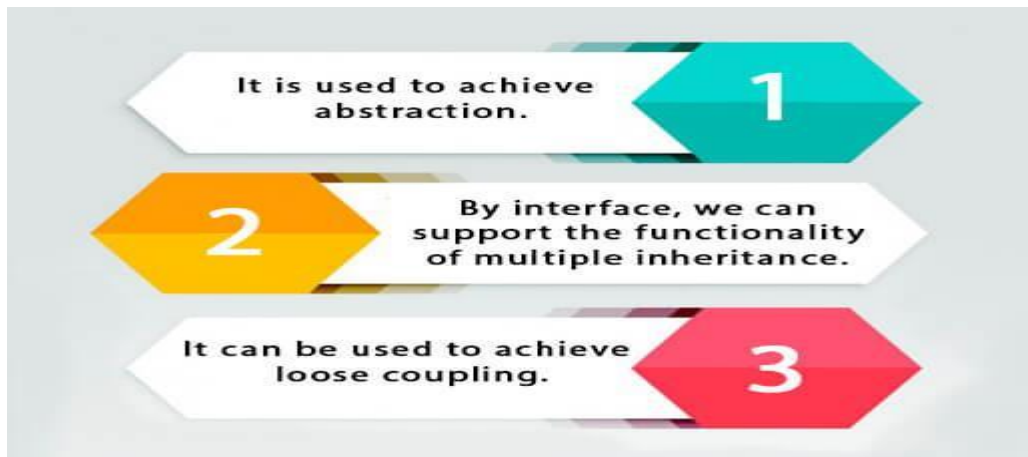 It is used to achieve
abstraction.
1
2
By interface, we can
support the functionality
of multiple inheritance.
It can be used to achieve
loose coupling.
3